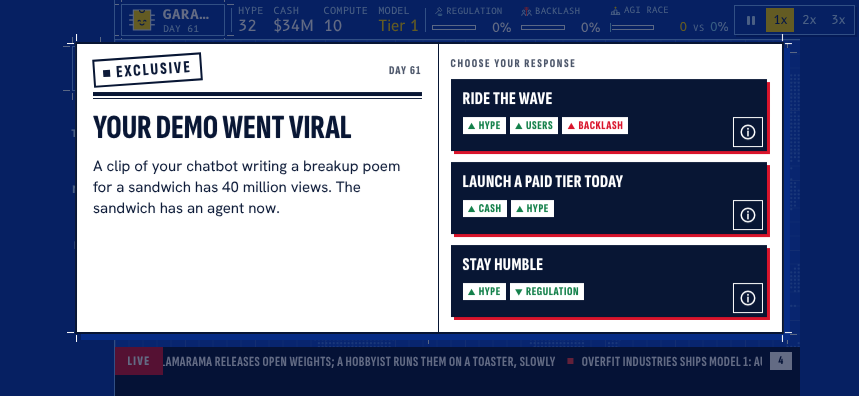 GARA...
DAY 61
HYPE
32
CASH
$34M
COMPUTE
10
MODEL
Tier 1
REGULATION
0%
BACKLASH
0%
AGI RACE
0 vs 0%
1x
2x
3x
EXCLUSIVE
DAY 61
YOUR DEMO WENT VIRAL
A clip of your chatbot writing a breakup poem
for a sandwich has 40 million views. The
sandwich has an agent now.
CHOOSE YOUR RESPONSE
RIDE THE WAVE
▲ HYPE ▲ USERS ▲ BACKLASH
LAUNCH A PAID TIER TODAY
▲ CASH ▲ HYPE
STAY HUMBLE
▲ HYPE ▼ REGULATION
LIVE
LAMARAMA RELEASES OPEN WEIGHTS; A HOBBYIST RUNS THEM ON A TOASTER, SLOWLY ■ OVERFIT INDUSTRIES SHIPS MODEL 1:
4